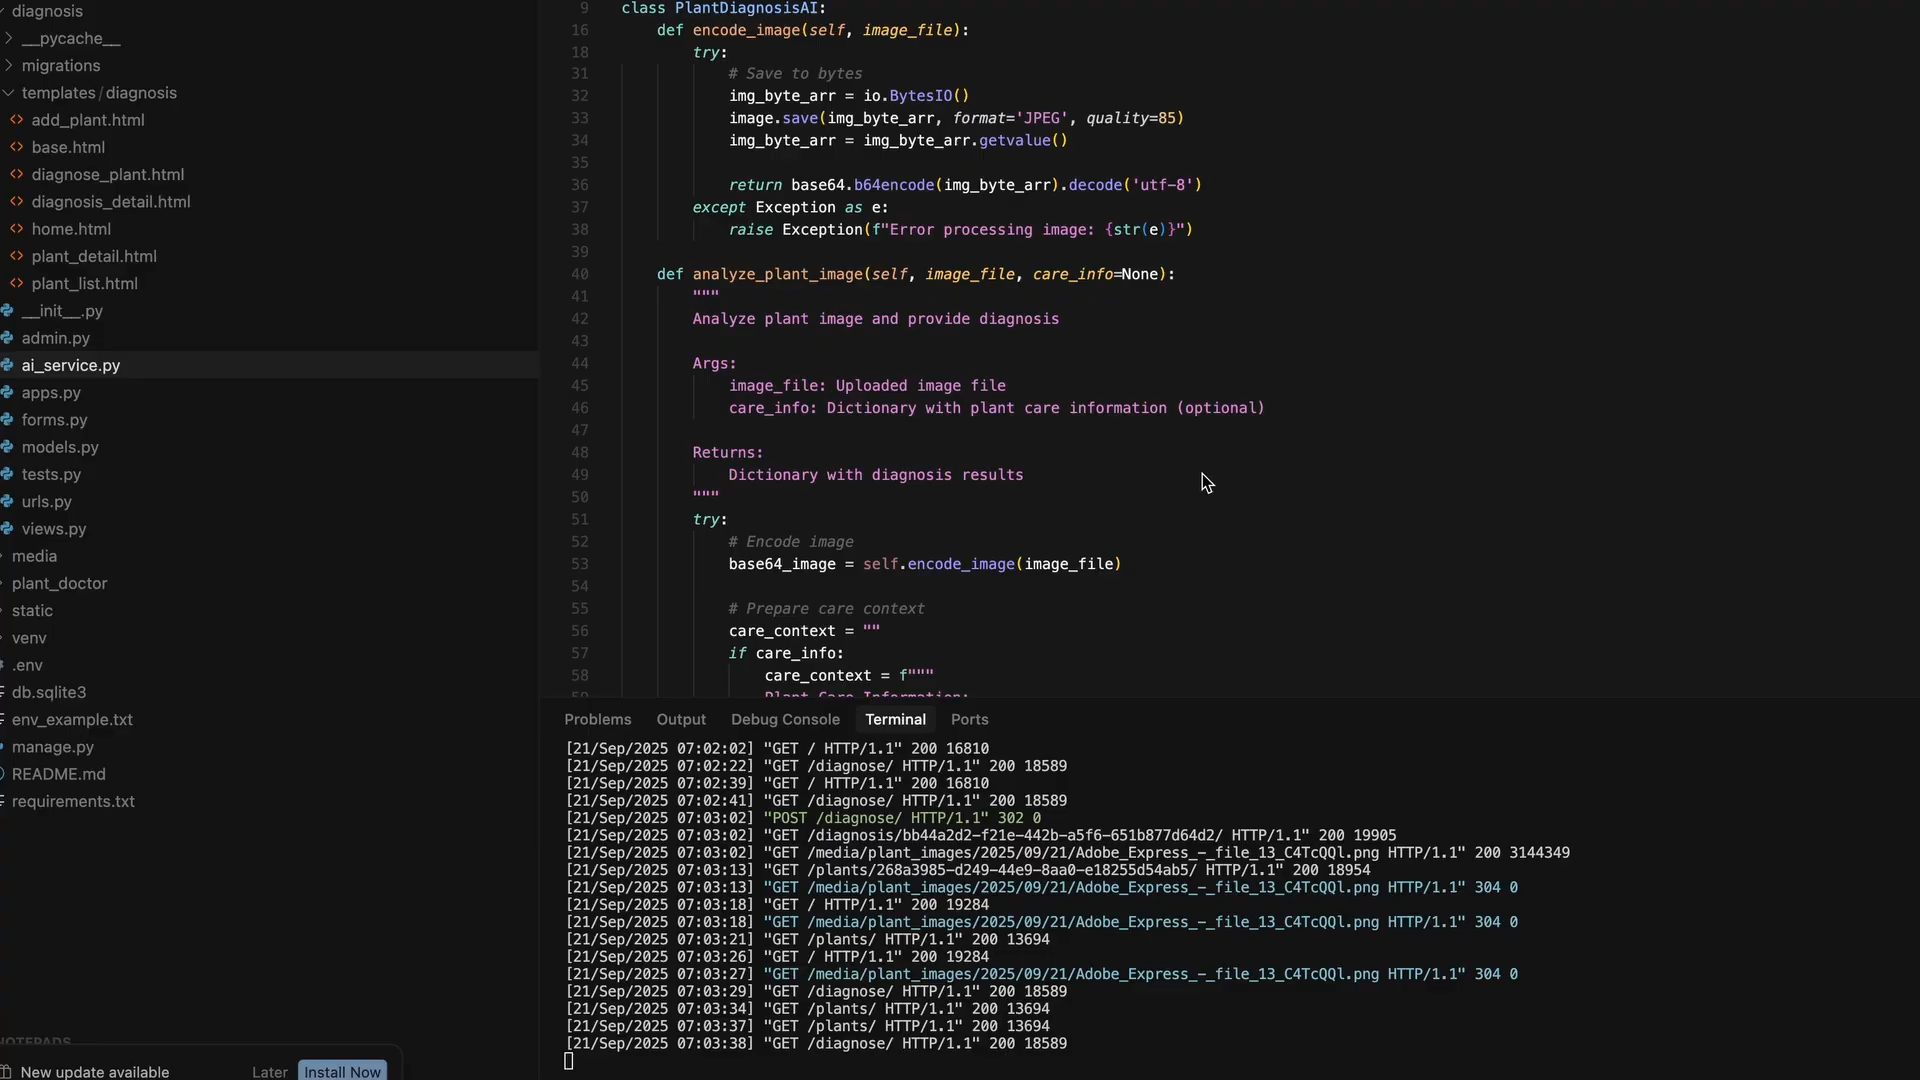 diagnosis
__pycache__
migrations
templates / diagnosis
<> add_plant.html
<> base.html
<> diagnose_plant.html
<> diagnosis_detail.html
<> home.html
<> plant_detail.html
<> plant_list.html
__init__.py
admin.py
ai_service.py
apps.py
forms.py
models.py
tests.py
urls.py
views.py
media
plant_doctor
static
venv
.env
db.sqlite3
env_example.txt
manage.py
README.md
requirements.txt
NOTEPADS
New update available Later Install Now
9 class PlantDiagnosisAI:
16 def encode_image(self, image_file):
18 try:
31 # Save to bytes
32 img_byte_arr = io.BytesIO()
33 image.save(img_byte_arr, format='JPEG', quality=85)
34 img_byte_arr = img_byte_arr.getvalue()
35
36 return base64.b64encode(img_byte_arr).decode('utf-8')
37 except Exception as e:
38 raise Exception(f"Error processing image: {str(e)}")
39
40 def analyze_plant_image(self, image_file, care_info=None):
41 """
42 Analyze plant image and provide diagnosis
43
44 Args:
45 image_file: Uploaded image file
46 care_info: Dictionary with plant care information (optional)
47
48 Returns:
49 Dictionary with diagnosis results
50 """
51 try:
52 # Encode image
53 base64_image = self.encode_image(image_file)
54
55 # Prepare care context
56 care_context = ""
57 if care_info:
58 care_context = f"""
59 Plant Care Information:
Problems Output Debug Console Terminal Ports
[21/Sep/2025 07:02:02] "GET / HTTP/1.1" 200 16810
[21/Sep/2025 07:02:22] "GET /diagnose/ HTTP/1.1" 200 18589
[21/Sep/2025 07:02:39] "GET / HTTP/1.1" 200 16810
[21/Sep/2025 07:02:41] "GET /diagnose/ HTTP/1.1" 200 18589
[21/Sep/2025 07:03:02] "POST /diagnose/ HTTP/1.1" 302 0
[21/Sep/2025 07:03:02] "GET /diagnosis/bb44a2d2-f21e-442b-a5f6-651b877d64d2/ HTTP/1.1" 200 19905
[21/Sep/2025 07:03:02] "GET /media/plant_images/2025/09/21/Adobe_Express_-_file_13_C4TcQQl.png HTTP/1.1" 200 3144349
[21/Sep/2025 07:03:13] "GET /plants/268a3985-d249-44e9-8aa0-e18255d54ab5/ HTTP/1.1" 200 18954
[21/Sep/2025 07:03:13] "GET /media/plant_images/2025/09/21/Adobe_Express_-_file_13_C4TcQQl.png HTTP/1.1" 304 0
[21/Sep/2025 07:03:18] "GET / HTTP/1.1" 200 19284
[21/Sep/2025 07:03:18] "GET /media/plant_images/2025/09/21/Adobe_Express_-_file_13_C4TcQQl.png HTTP/1.1" 304 0
[21/Sep/2025 07:03:21] "GET /plants/ HTTP/1.1" 200 13694
[21/Sep/2025 07:03:26] "GET / HTTP/1.1" 200 19284
[21/Sep/2025 07:03:27] "GET /media/plant_images/2025/09/21/Adobe_Express_-_file_13_C4TcQQl.png HTTP/1.1" 304 0
[21/Sep/2025 07:03:29] "GET /diagnose/ HTTP/1.1" 200 18589
[21/Sep/2025 07:03:34] "GET /plants/ HTTP/1.1" 200 13694
[21/Sep/2025 07:03:37] "GET /plants/ HTTP/1.1" 200 13694
[21/Sep/2025 07:03:38] "GET /diagnose/ HTTP/1.1" 200 18589